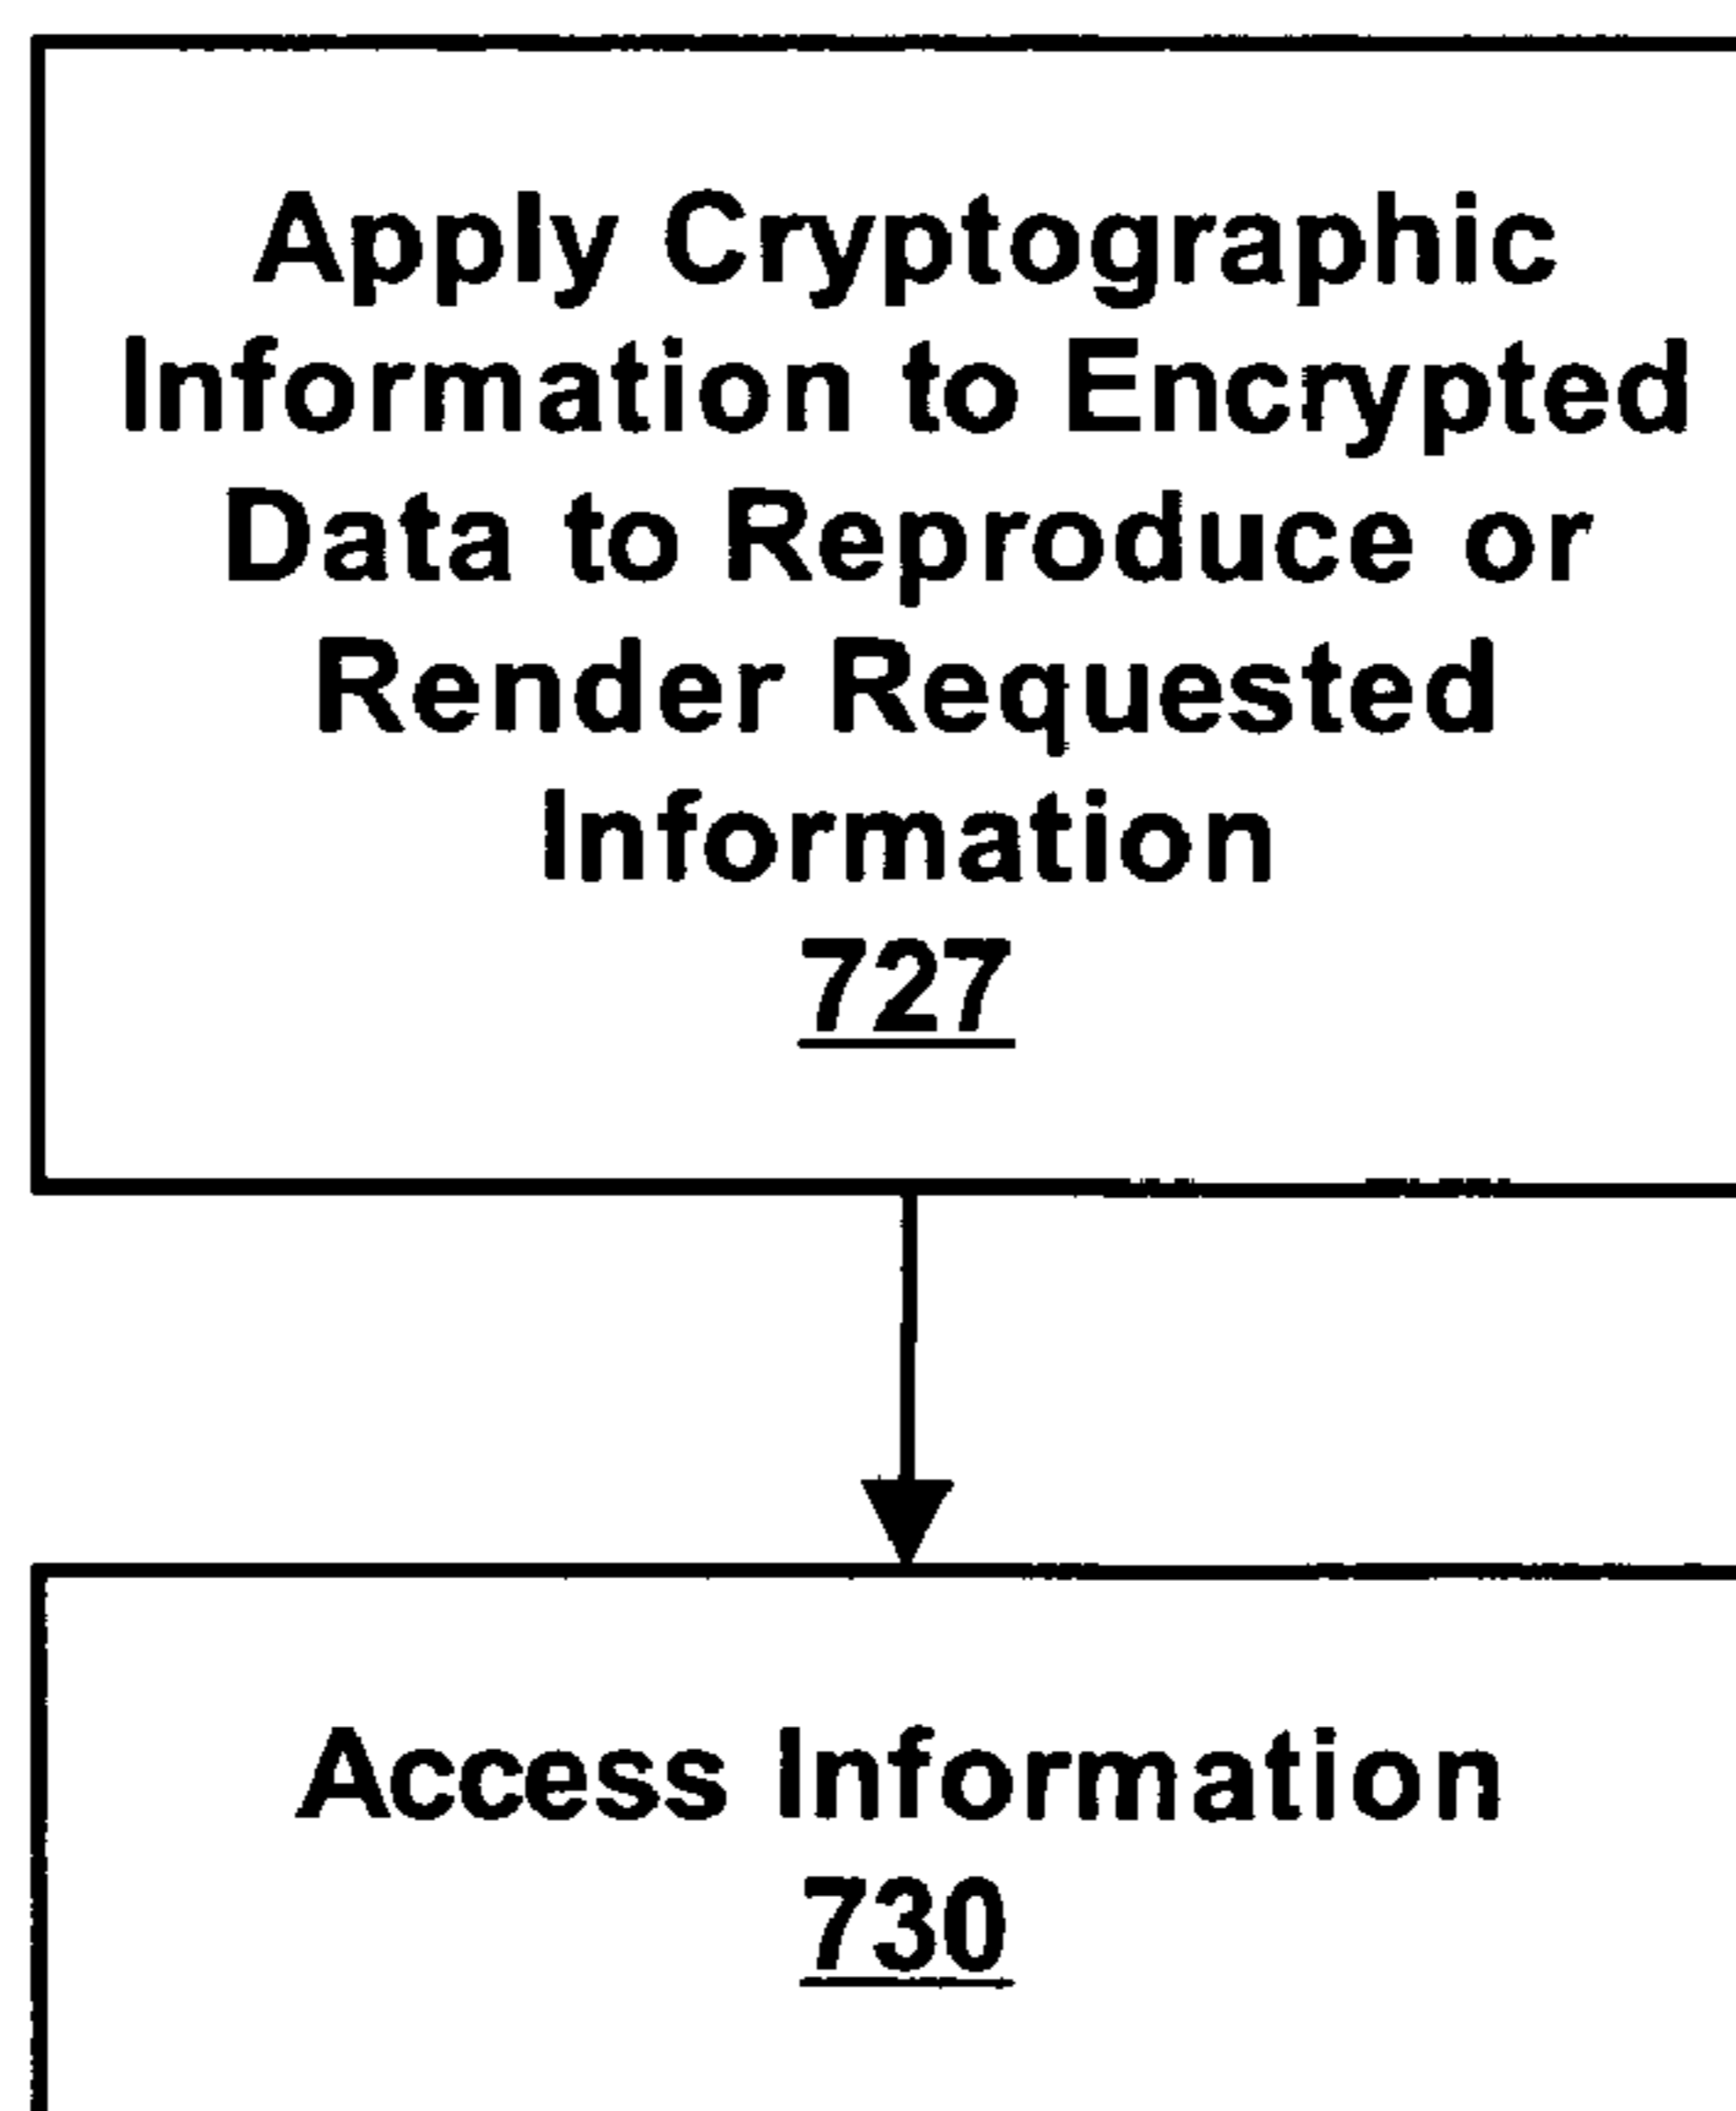 Apply Cryptographic
Information to Encrypted
Data to Reproduce or
Render Requested
Information
727
Access Information
730